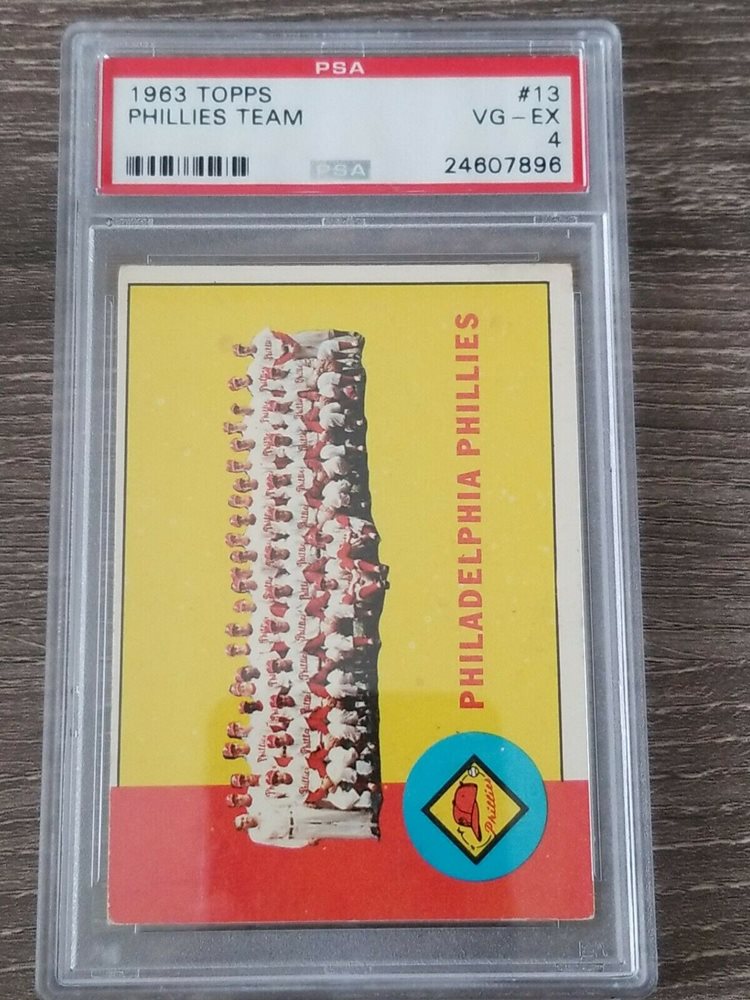 PSA
1963 TOPPS #13
PHILLIES TEAM VG-EX
4
PSA 24607896
PHILADELPHIA PHILLIES
Phillies